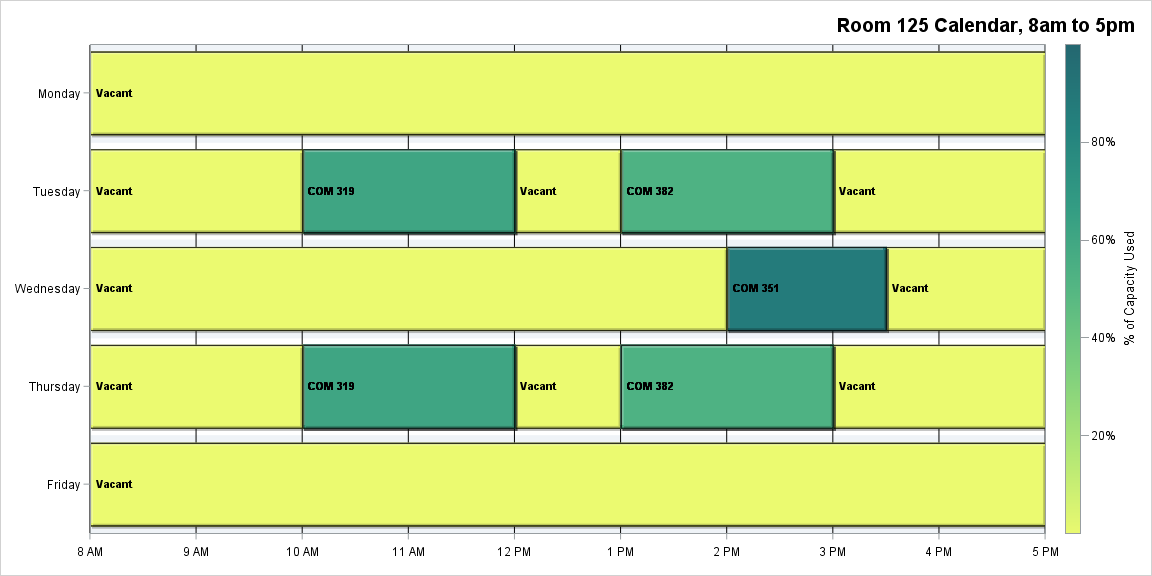 Room 125 Calendar, 8am to 5pm
Monday
Vacant
Tuesday
Vacant
COM 319
Vacant
COM 382
Vacant
Wednesday
Vacant
COM 351
Vacant
Thursday
Vacant
COM 319
Vacant
COM 382
Vacant
Friday
Vacant
8 AM
9 AM
10 AM
11 AM
12 PM
1 PM
2 PM
3 PM
4 PM
5 PM
80%
60%
40%
20%
% of Capacity Used